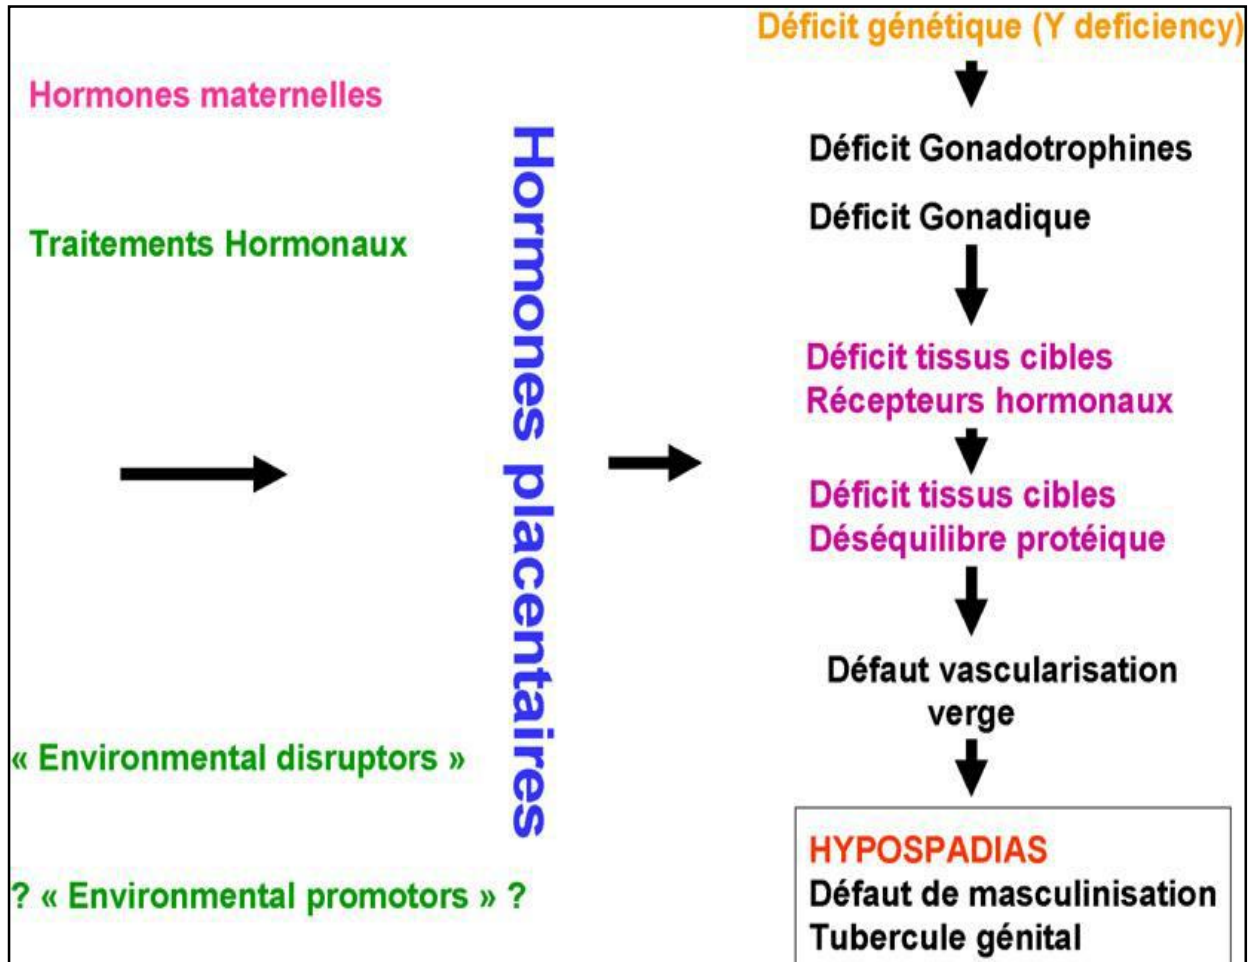 Hormones maternelles
Traitements Hormonaux
« Environmental disruptors »
? « Environmental promotors » ?
Hormones placentaires
Déficit génétique (Y deficiency)
Déficit Gonadotrophines
Déficit Gonadique
Déficit tissus cibles
Récepteurs hormonaux
Déficit tissus cibles
Déséquilibre protéique
Défaut vascularisation
verge
HYPOSPADIAS
Défaut de masculinisation
Tubercule génital